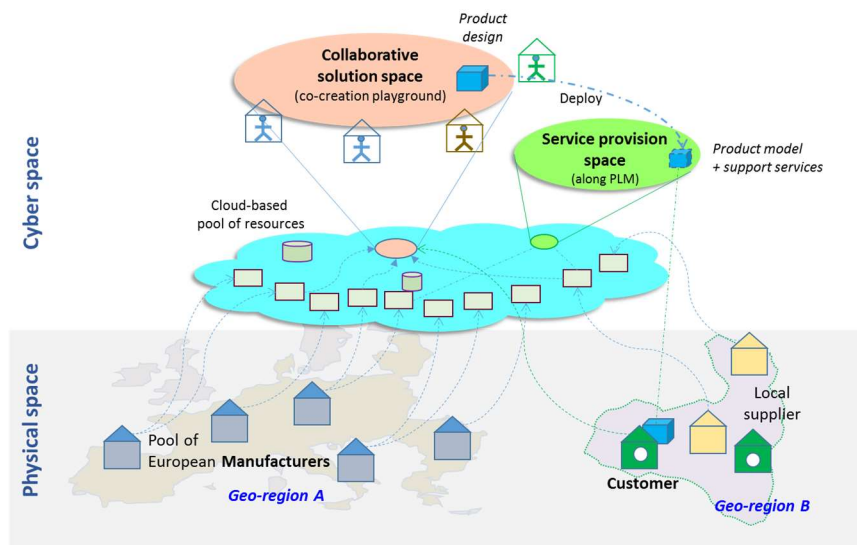 Product
design
Collaborative
solution space
(co-creation playground)
Deploy
Service provision
space
(along PLM)
Product model
+ support services
Cyber space
Cloud-based
pool of resources
Physical space
Local
supplier
Pool of
European Manufacturers
Customer
Geo-region A
Geo-region B